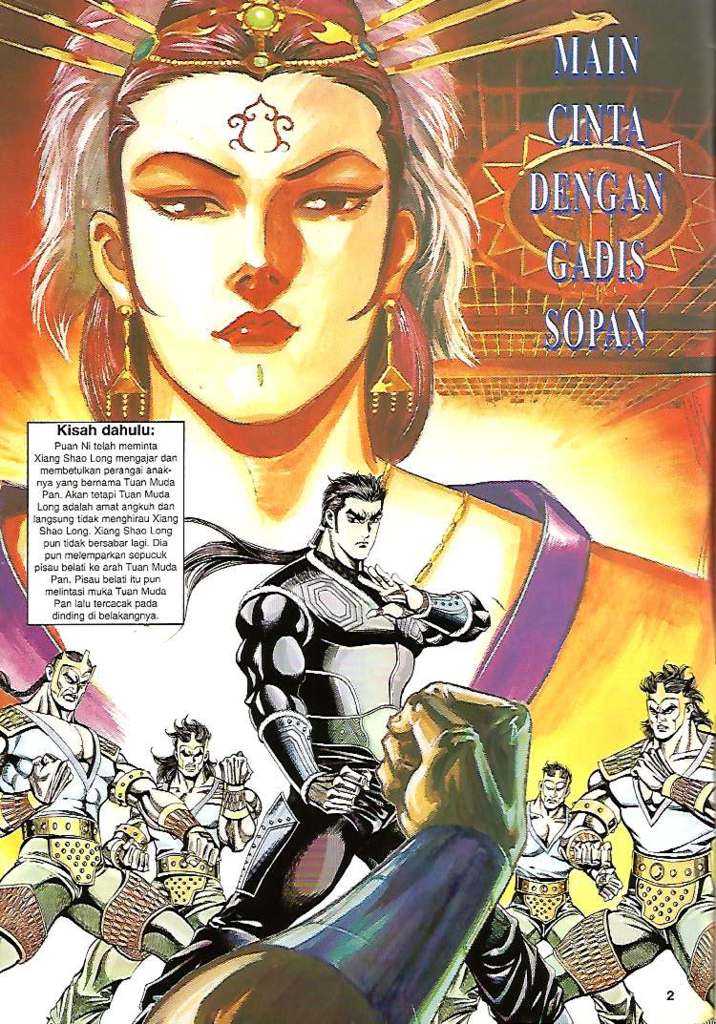 MAIN
CINTA
DENGAN
GADIS
SOPAN
Kisah dahulu:
Puan Ni telah meminta
Xiang Shao Long mengajar dan
membetulkan perangai anak-
nya yang bernama Tuan Muda
Pan. Akan tetapi Tuan Muda
Long adalah amat angkuh dan
langsung tidak menghirau Xiang
Shao Long. Xiang Shao Long
pun tidak bersabar lagi. Dia
pun melemparkan sepucuk
pisau belati ke arah Tuan Muda
Pan. Pisau belati itu pun
melintasi muka Tuan Muda
Pan lalu tercacak pada
dinding di belakangnya.
2